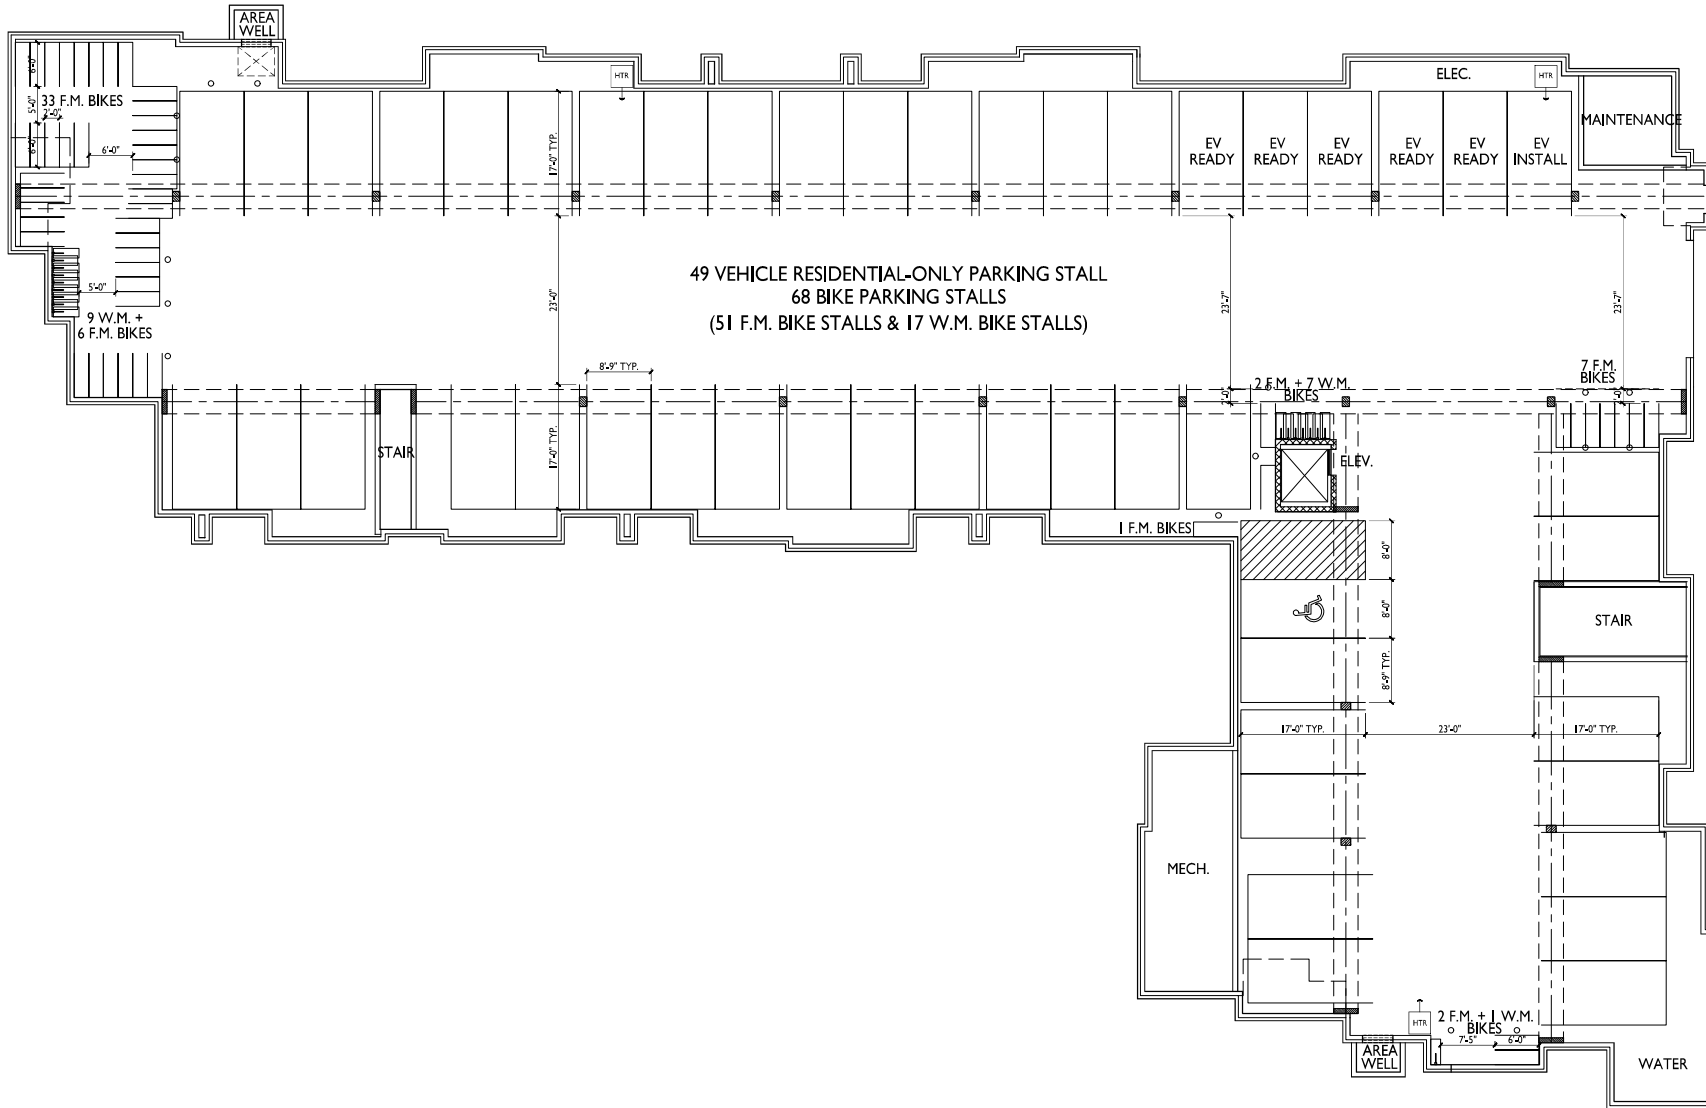 AREA
WELL
HTR
ELEC.
HTR
6'-0"
33 F.M. BIKES
5'-0"
2'-0"
6'-0"
6'-0"
17'-0" TYP.
MAINTENANCE
EV
READY
EV
READY
EV
READY
EV
READY
EV
READY
EV
INSTALL
49 VEHICLE RESIDENTIAL-ONLY PARKING STALL
68 BIKE PARKING STALLS
(51 F.M. BIKE STALLS & 17 W.M. BIKE STALLS)
5'-0"
23'-0"
23'-7"
23'-7"
9 W.M. +
6 F.M. BIKES
8'-9" TYP.
2 F.M. + 7 W.M.
BIKES
7 F.M.
BIKES
STAIR
17'-0" TYP.
ELEV.
1 F.M. BIKES
8'-0"
8'-0"
STAIR
8'-9" TYP.
17'-0" TYP.
23'-0"
17'-0" TYP.
MECH.
HTR
2 F.M. + 1 W.M.
BIKES
7'-5"
6'-0"
AREA
WELL
WATER